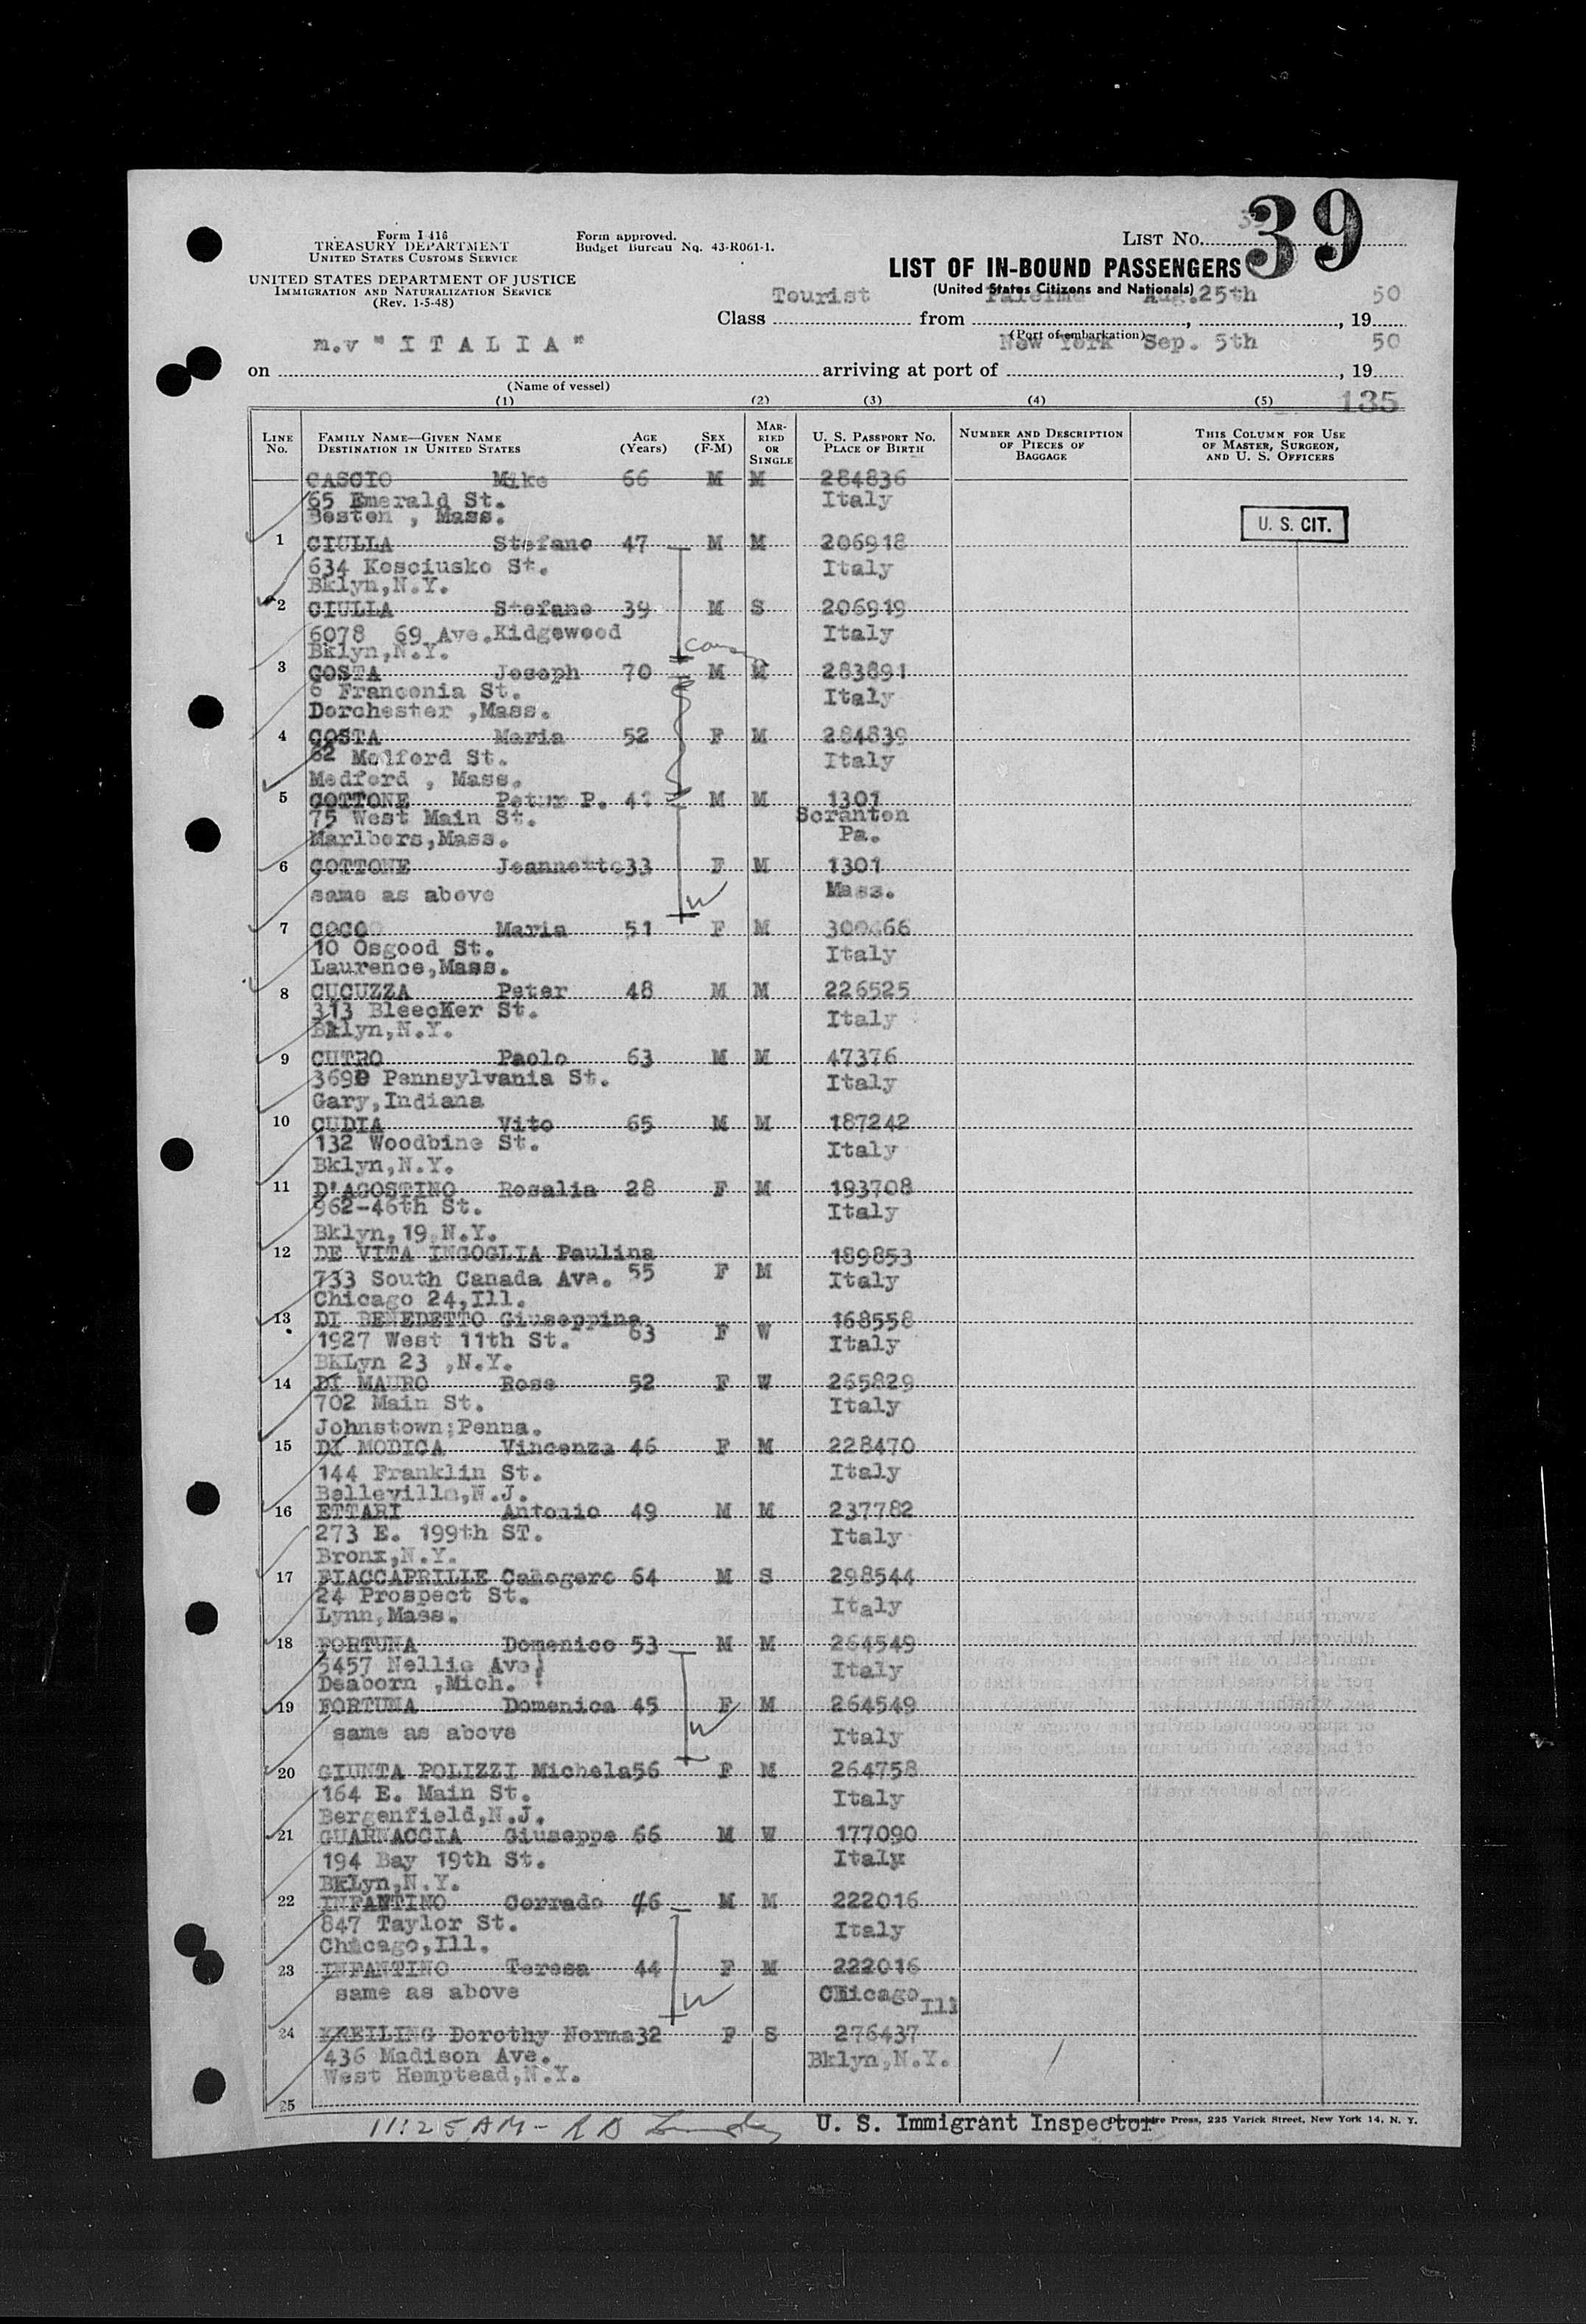 Form I 416
TREASURY DEPARTMENT
UNITED STATES CUSTOMS SERVICE
UNITED STATES DEPARTMENT OF JUSTICE
IMMIGRATION AND NATURALIZATION SERVICE
(Rev. 1-5-48)
Form approved.
Budget Bureau No. 43-R061-1.
LIST NO. 39
LIST OF IN-BOUND PASSENGERS
(United States Citizens and Nationals)
Class Tourist from Palermo Aug.25th, 19 50
(Port of embarkation)
on m.v "ITALIA" arriving at port of New York Sep. 5th, 19 50
(Name of vessel)
135
(1) (2) (3) (4) (5)
LINE NO. FAMILY NAME—GIVEN NAME DESTINATION IN UNITED STATES AGE (Years) SEX (F-M) MARRIED OR SINGLE U. S. PASSPORT NO. PLACE OF BIRTH NUMBER AND DESCRIPTION OF PIECES OF BAGGAGE THIS COLUMN FOR USE OF MASTER, SURGEON, AND U. S. OFFICERS
CASCIO Mike 66 M M 284836
65 Emerald St. Italy
Boston , Mass.
U. S. CIT.
1 CIULLA Stefano 47 M M 206918
634 Kosciusko St. Italy
Bklyn,N.Y.
2 CIULLA Stefano 39 M S 206919
6078 69 Ave.Kidgewood Italy
Bklyn,N.Y.
3 COSTA Joseph 70 M M 283891
6 Franconia St. Italy
Dorchester ,Mass.
4 COSTA Maria 52 F M 284839
62 Medford St. Italy
Medford , Mass.
5 COTTONE Petur P. M M 1301
75 West Main St. Scranton
Marlboro,Mass. Pa.
6 COTTONE Jeannette 33 F M 1301
same as above Mass.
7 COCO Maria 51 F M 300466
10 Osgood St. Italy
Laurence,Mass.
8 CUCUZZA Peter 48 M M 226525
313 BleecKer St. Italy
Bklyn,N.Y.
9 CUTRO Paolo 63 M M 47376
Pennsylvania St. Italy
Gary,Indiana
10 CUDIA Vito 65 M M 187242
132 Woodbine St. Italy
Bklyn,N.Y.
11 D'AGOSTINO Rosalia 28 F M 193708
962-46th St. Italy
Bklyn,19,N.Y.
12 DE VITA INGOGLIA Paulina 189853
733 South Canada Ave. 55 F M Italy
Chicago 24,Ill.
13 DI BENEDETTO Giuseppina 168558
1927 West 11th St. 63 F W Italy
BKLyn 23 ,N.Y.
14 DI MAURO Rose 52 F W 265829
702 Main St. Italy
Johnstown;Penna.
15 DI MODICA Vincenza 46 F M 228470
144 Franklin St. Italy
Belleville,N.J.
16 ETTARI Antonio 49 M M 237782
273 E. 199th ST. Italy
Bronx,N.Y.
17 FIACCAPRILLE Calogero 64 M S 298544
24 Prospect St. Italy
Lynn,Mass.
18 FORTUNA Domenico 53 M M 264549
5457 Nellie Ave. Italy
Deaborn ,Mich.
19 FORTUNA Domenica 45 F M 264549
same as above Italy
20 GIUNTA POLIZZI Michela 56 F M 264758
164 E. Main St. Italy
Bergenfield,N.J.
21 GUARNACCIA Giuseppe 66 M W 177090
194 Bay 19th St. Italy
BKLyn,N.Y.
22 INFANTINO Corrado 46 M M 222016
847 Taylor St. Italy
Chicago,Ill.
23 INFANTINO Teresa 44 F M 222016
same as above Chicago Ill
24 KREILING Dorothy Norma 32 F S 276437
436 Madison Ave. Bklyn,N.Y.
West Hemptead,N.Y.
25
11:25 AM - U. S. Immigrant Inspector Press, 225 Varick Street, New York 14, N. Y.